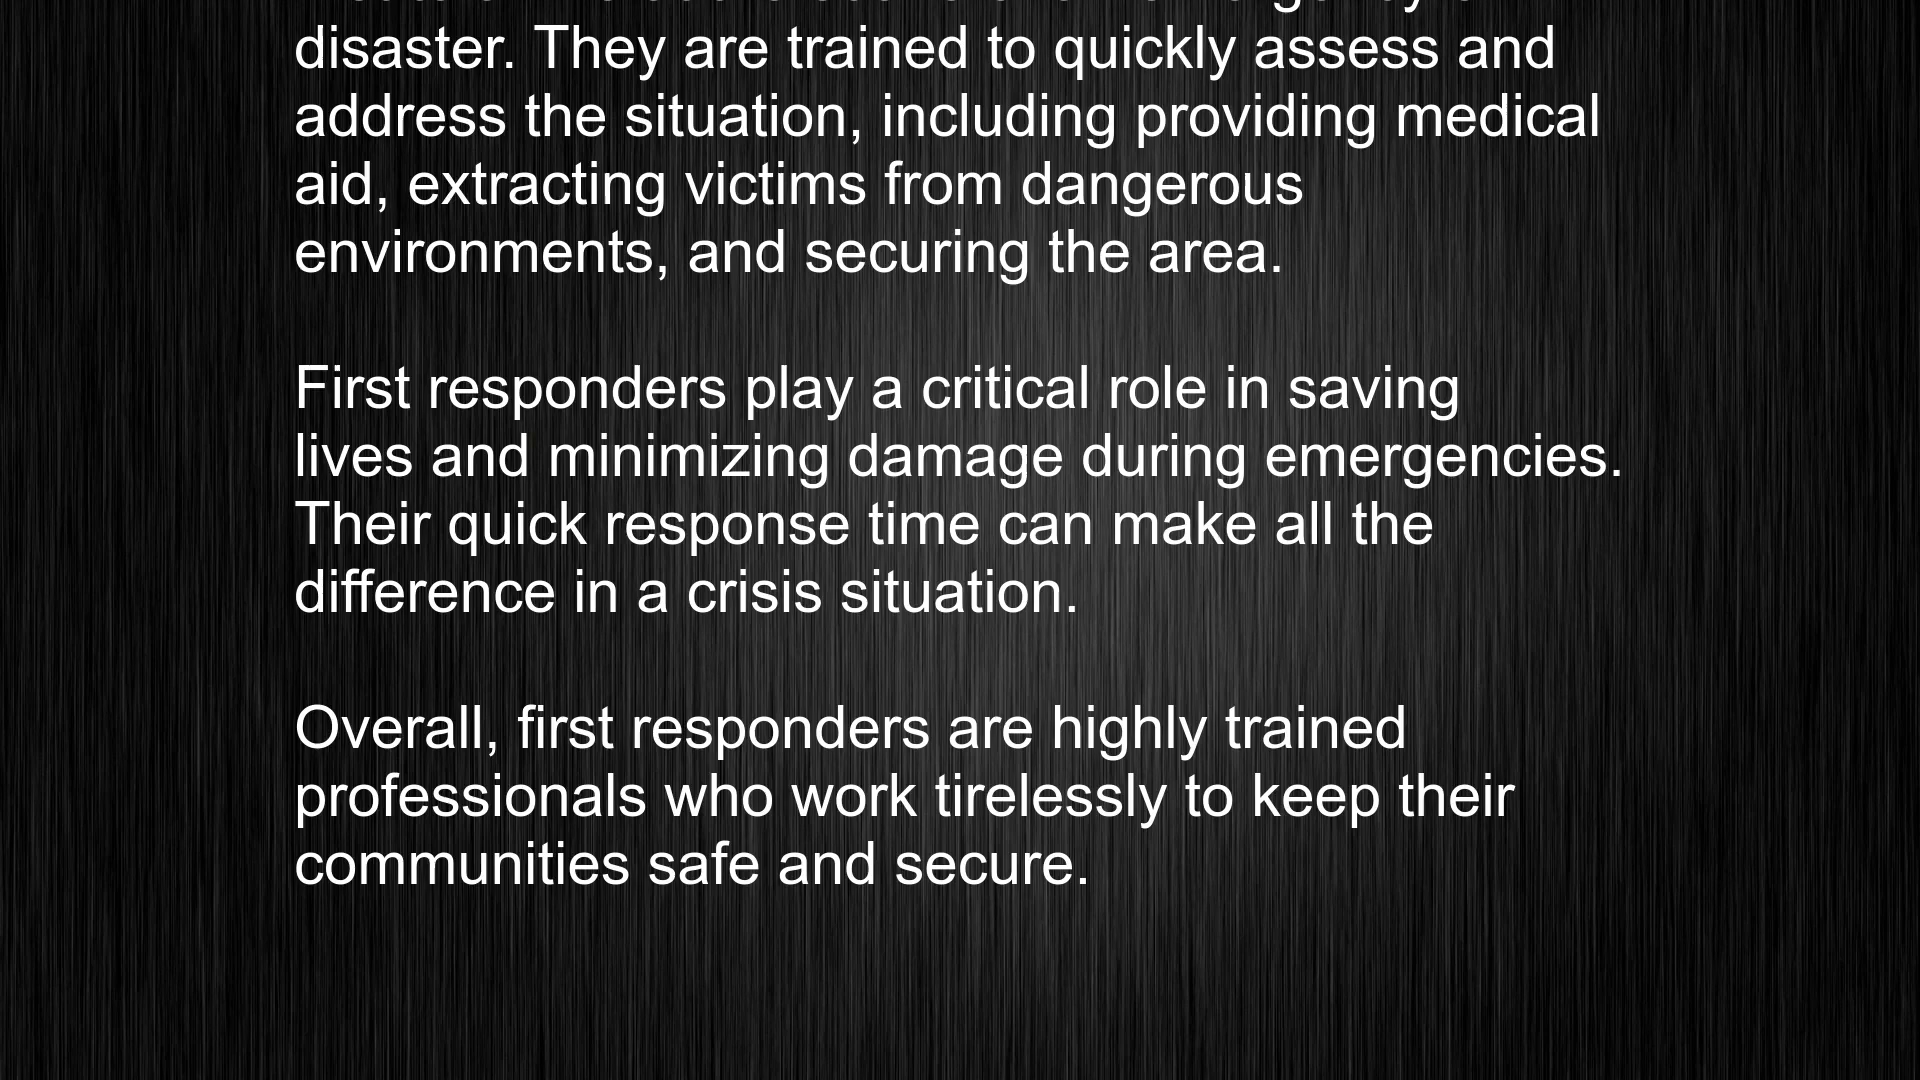 disaster. They are trained to quickly assess and
address the situation, including providing medical
aid, extracting victims from dangerous
environments, and securing the area.
First responders play a critical role in saving
lives and minimizing damage during emergencies.
Their quick response time can make all the
difference in a crisis situation.
Overall, first responders are highly trained
professionals who work tirelessly to keep their
communities safe and secure.